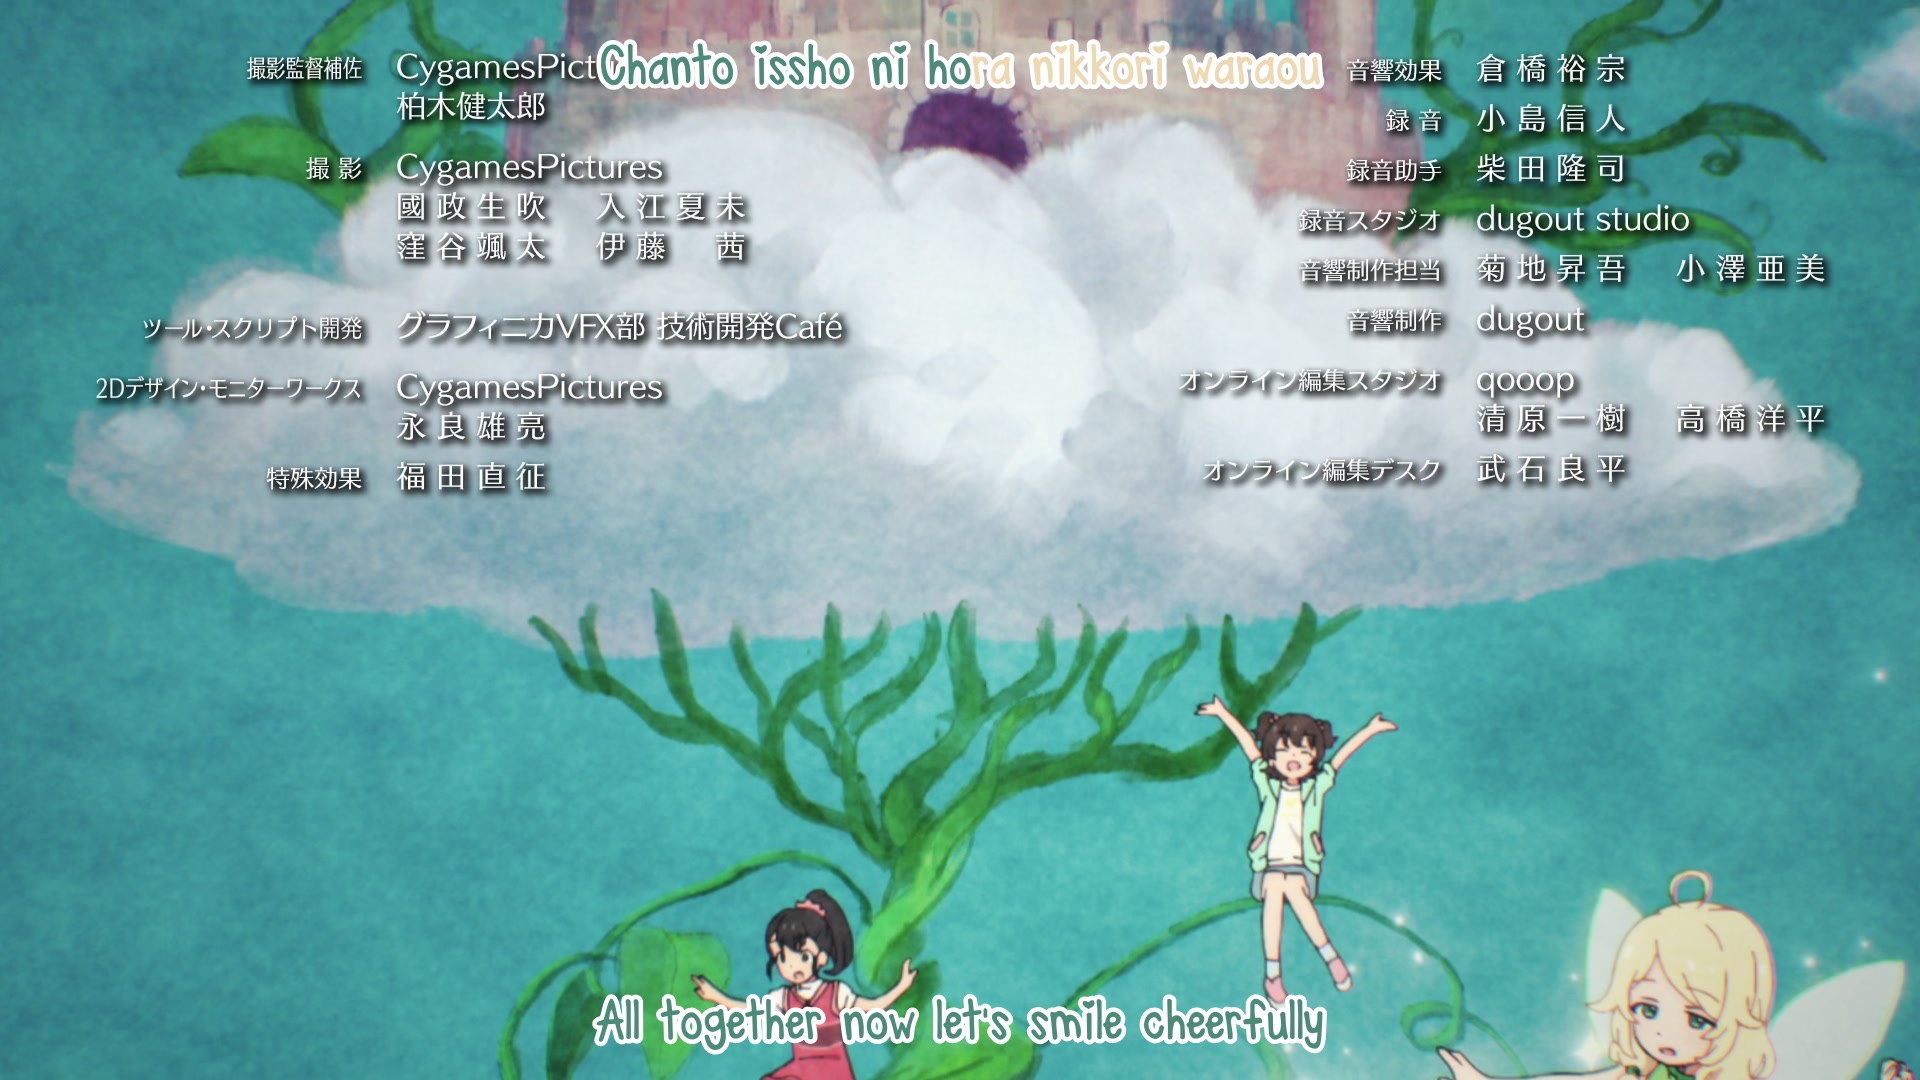 Chanto issho ni hora nikkori waraou
撮影監督補佐 CygamesPict
柏木健太郎
撮影 CygamesPictures
國政生吹 入江夏未
窪谷颯太 伊藤 茜
ツール・スクリプト開発 グラフィニカVFX部 技術開発Café
2Dデザイン・モニターワークス CygamesPictures
永良雄亮
特殊効果 福田直征
音響効果 倉橋裕宗
録音 小島信人
録音助手 柴田隆司
録音スタジオ dugout studio
音響制作担当 菊地昇吾 小澤亜美
音響制作 dugout
オンライン編集スタジオ qooop
清原一樹 高橋洋平
オンライン編集デスク 武石良平
All together now let's smile cheerfully